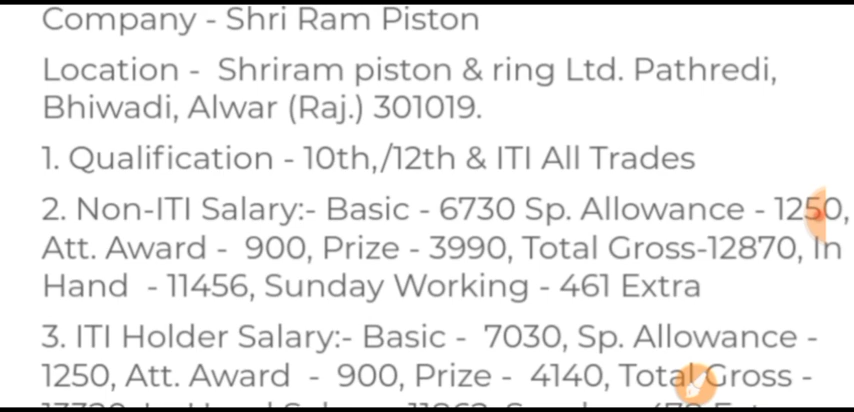 Company - Shri Ram Piston
Location - Shriram piston & ring Ltd. Pathredi,
Bhiwadi, Alwar (Raj.) 301019.
1. Qualification - 10th,/12th & ITI All Trades
2. Non-ITI Salary:- Basic - 6730 Sp. Allowance - 1250,
Att. Award - 900, Prize - 3990, Total Gross-12870, In
Hand - 11456, Sunday Working - 461 Extra
3. ITI Holder Salary:- Basic - 7030, Sp. Allowance -
1250, Att. Award - 900, Prize - 4140, Total Gross -